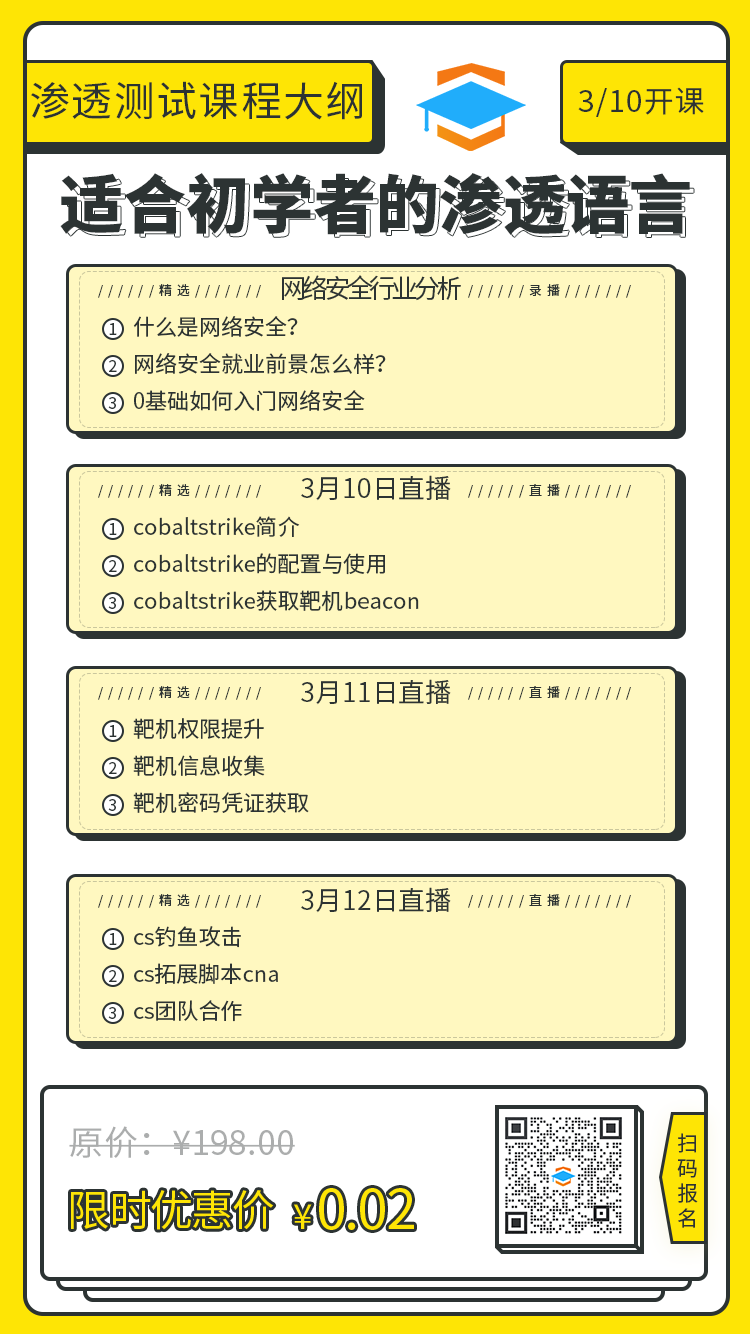 渗透测试课程大纲
3/10开课
适合初学者的渗透语言
//////精选/////// 网络安全行业分析 //////录播///////
① 什么是网络安全？
② 网络安全就业前景怎么样？
③ 0基础如何入门网络安全
//////精选/////// 3月10日直播 //////直播///////
① cobaltstrike简介
② cobaltstrike的配置与使用
③ cobaltstrike获取靶机beacon
//////精选/////// 3月11日直播 //////直播///////
① 靶机权限提升
② 靶机信息收集
③ 靶机密码凭证获取
//////精选/////// 3月12日直播 //////直播///////
① cs钓鱼攻击
② cs拓展脚本cna
③ cs团队合作
原价：¥198.00
限时优惠价 ¥0.02
扫码报名